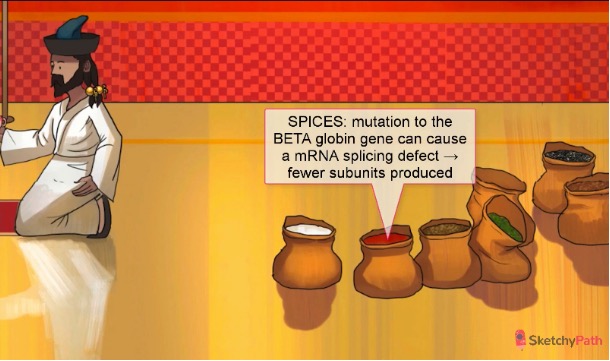 SPICES: mutation to the
BETA globin gene can cause
a mRNA splicing defect →
fewer subunits produced
SketchyPath